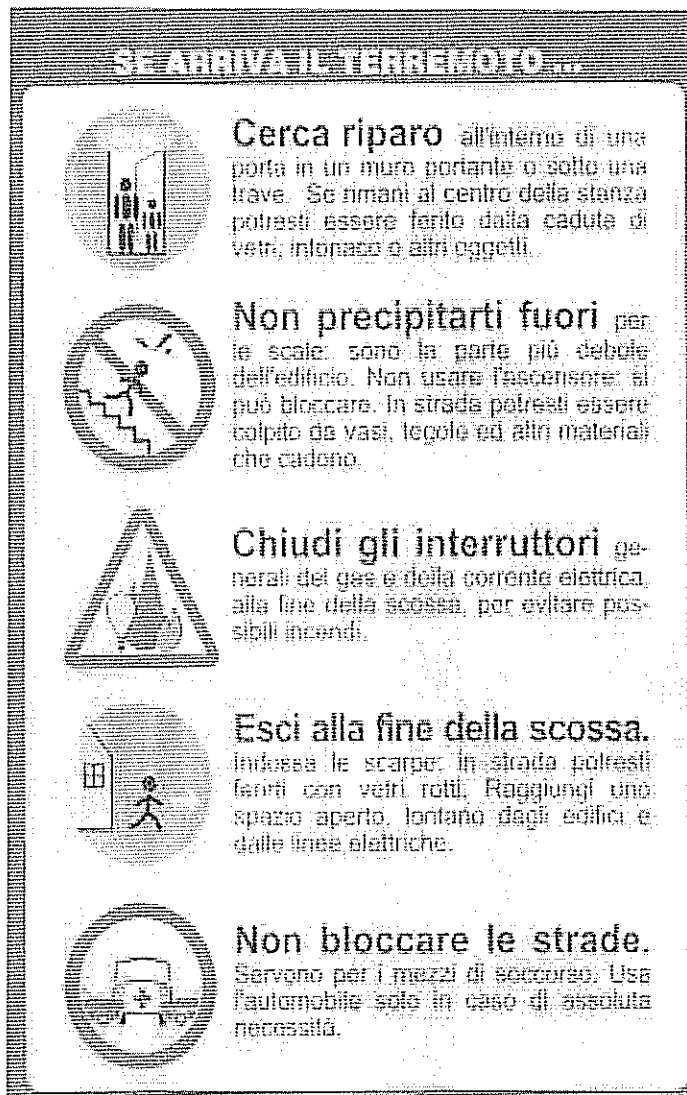 SE ARRIVA IL TERREMOTO...
Cerca riparo all'interno di una
porta in un muro portante o sotto una
trave. Se rimani al centro della stanza
potresti essere ferito dalla caduta di
vetri, intonaco o altri oggetti.
Non precipitarti fuori per
le scale: sono la parte più debole
dell'edificio. Non usare l'ascensore: si
può bloccare. In strada potresti essere
colpito da vasi, tegole ed altri materiali
che cadono.
Chiudi gli interruttori ge-
nerali del gas e della corrente elettrica,
alla fine della scossa, per evitare pos-
sibili incendi.
Esci alla fine della scossa.
Indossa le scarpe: in strada potresti
ferirti con vetri rotti. Raggiungi uno
spazio aperto, lontano dagli edifici e
dalle linee elettriche.
Non bloccare le strade.
Servono per i mezzi di soccorso. Usa
l'automobile solo in caso di assoluta
necessità.